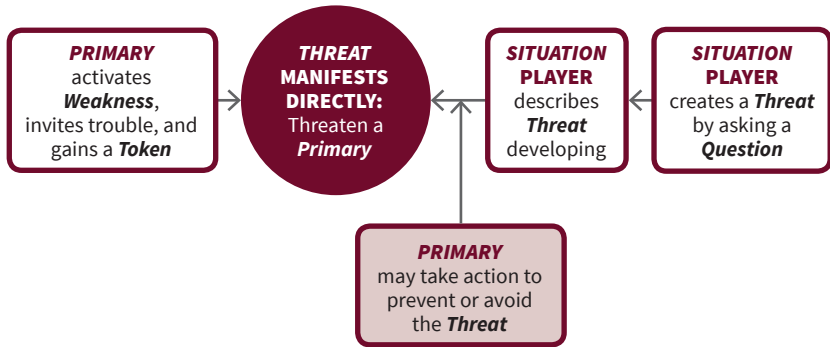 PRIMARY
activates
Weakness,
invites trouble, and
gains a Token
THREAT
MANIFESTS
DIRECTLY:
Threaten a
Primary
SITUATION
PLAYER
describes
Threat
developing
SITUATION
PLAYER
creates a Threat
by asking a
Question
PRIMARY
may take action to
prevent or avoid
the Threat